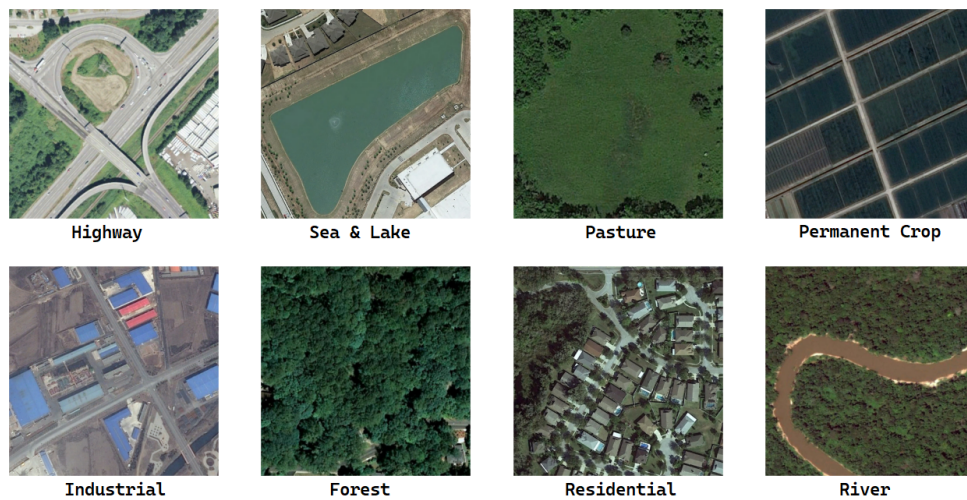 Highway
Sea & Lake
Pasture
Permanent Crop
Industrial
Forest
Residential
River